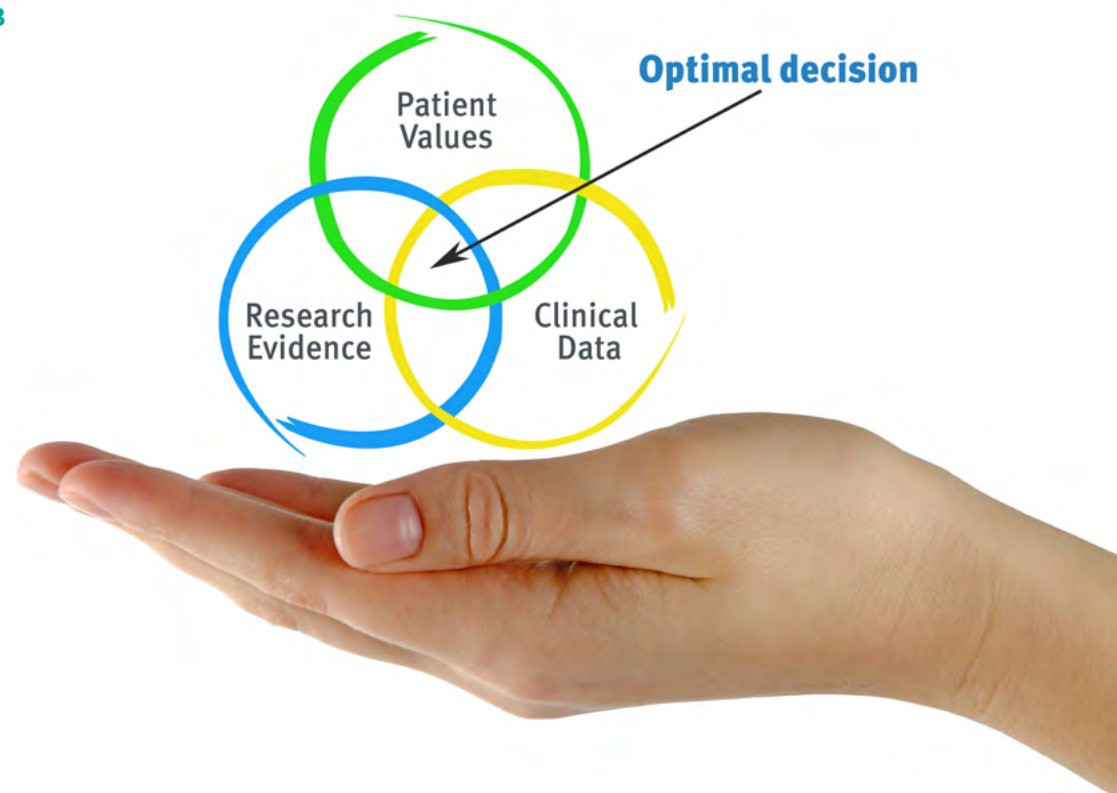 Optimal decision
Patient
Values
Research
Evidence
Clinical
Data